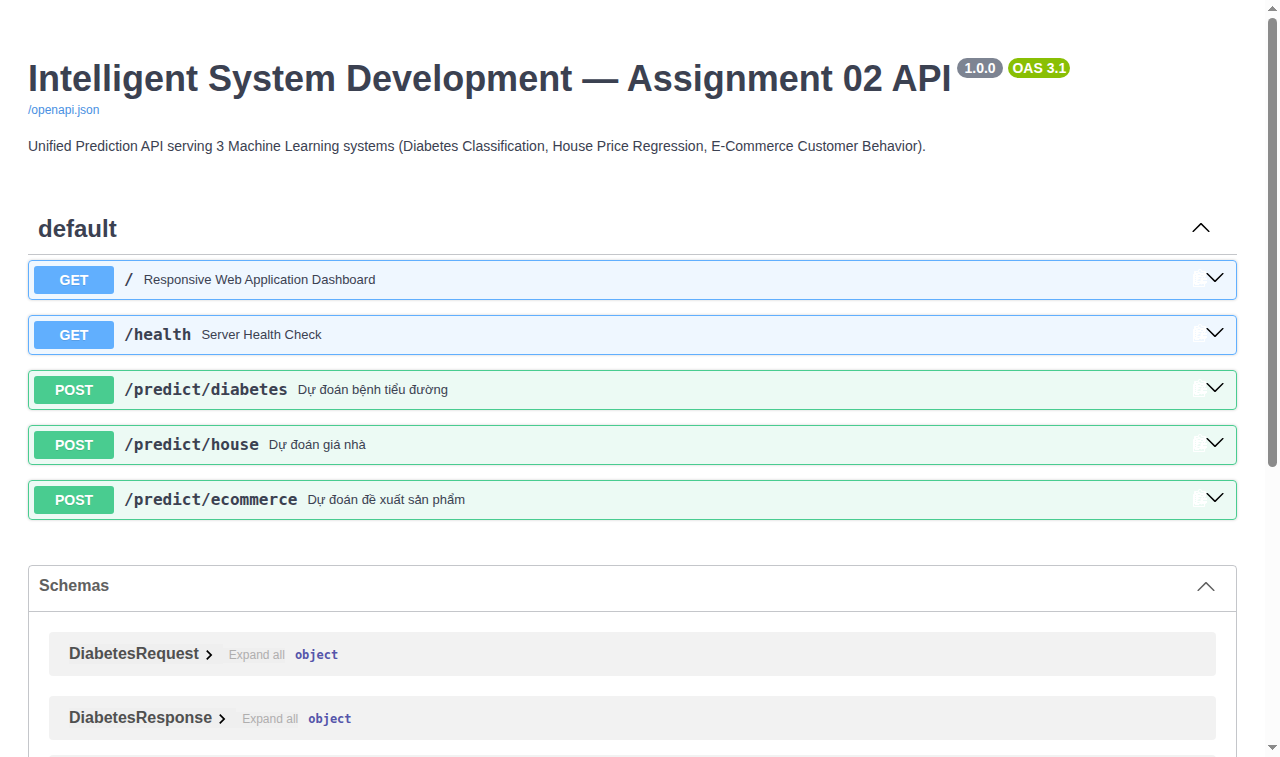 Intelligent System Development — Assignment 02 API 1.0.0 OAS 3.1
/openapi.json
Unified Prediction API serving 3 Machine Learning systems (Diabetes Classification, House Price Regression, E-Commerce Customer Behavior).
default
GET / Responsive Web Application Dashboard
GET /health Server Health Check
POST /predict/diabetes Dự đoán bệnh tiểu đường
POST /predict/house Dự đoán giá nhà
POST /predict/ecommerce Dự đoán đề xuất sản phẩm
Schemas
DiabetesRequest Expand all object
DiabetesResponse Expand all object